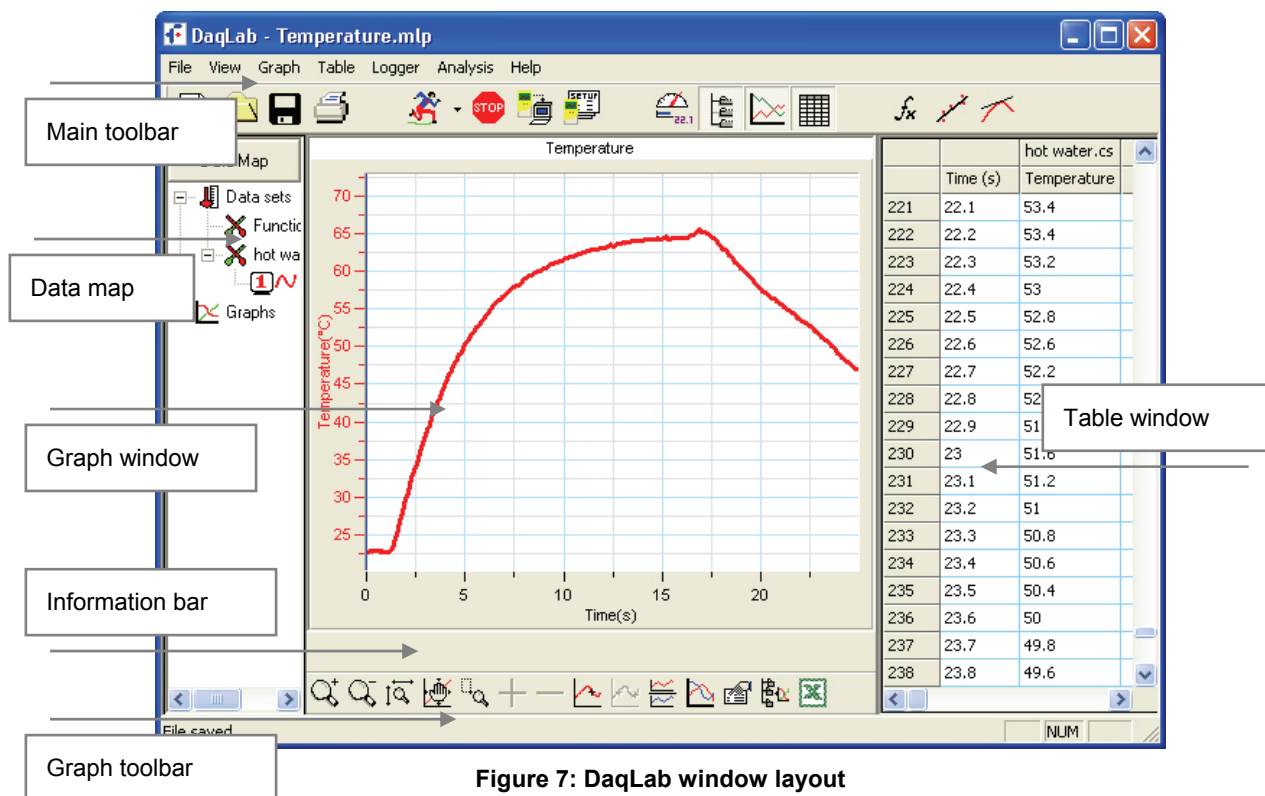 DaqLab - Temperature.mlp
File View Graph Table Logger Analysis Help
STOP
SETUP
22.1
fx
Main toolbar
Map
Data sets
Functic
hot wa
1
Graphs
Data map
Graph window
Information bar
Graph toolbar
Table window
Temperature
Temperature(°C)
70
65
60
55
50
45
40
35
30
25
0 5 10 15 20
Time(s)
hot water.cs
Time (s) Temperature
221 22.1 53.4
222 22.2 53.4
223 22.3 53.2
224 22.4 53
225 22.5 52.8
226 22.6 52.6
227 22.7 52.2
228 22.8 52
229 22.9 51
230 23 51.6
231 23.1 51.2
232 23.2 51
233 23.3 50.8
234 23.4 50.6
235 23.5 50.4
236 23.6 50
237 23.7 49.8
238 23.8 49.6
File saved
NUM
Figure 7: DaqLab window layout